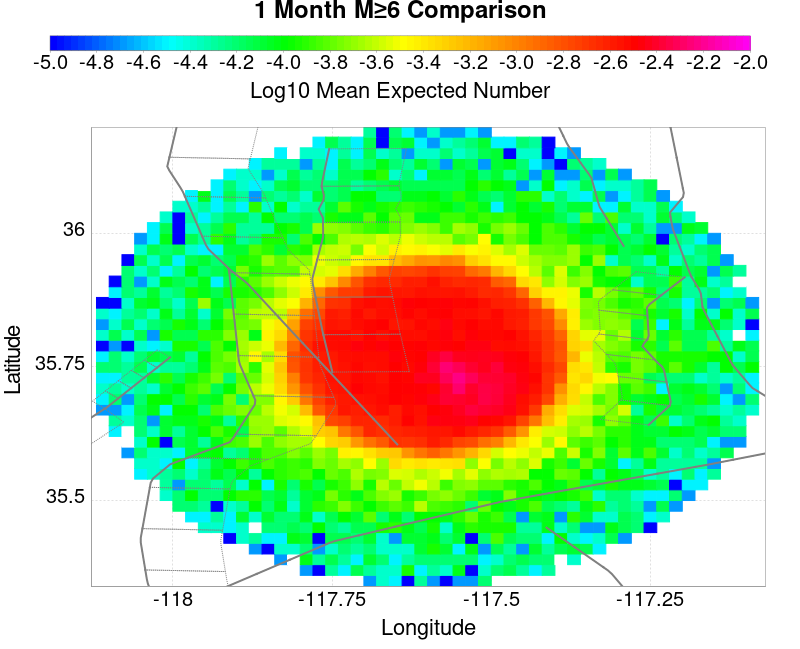 1 Month M≥6 Comparison
-5.0 -4.8 -4.6 -4.4 -4.2 -4.0 -3.8 -3.6 -3.4 -3.2 -3.0 -2.8 -2.6 -2.4 -2.2 -2.0
Log10 Mean Expected Number
36
35.75
35.5
Latitude
-118 -117.75 -117.5 -117.25
Longitude